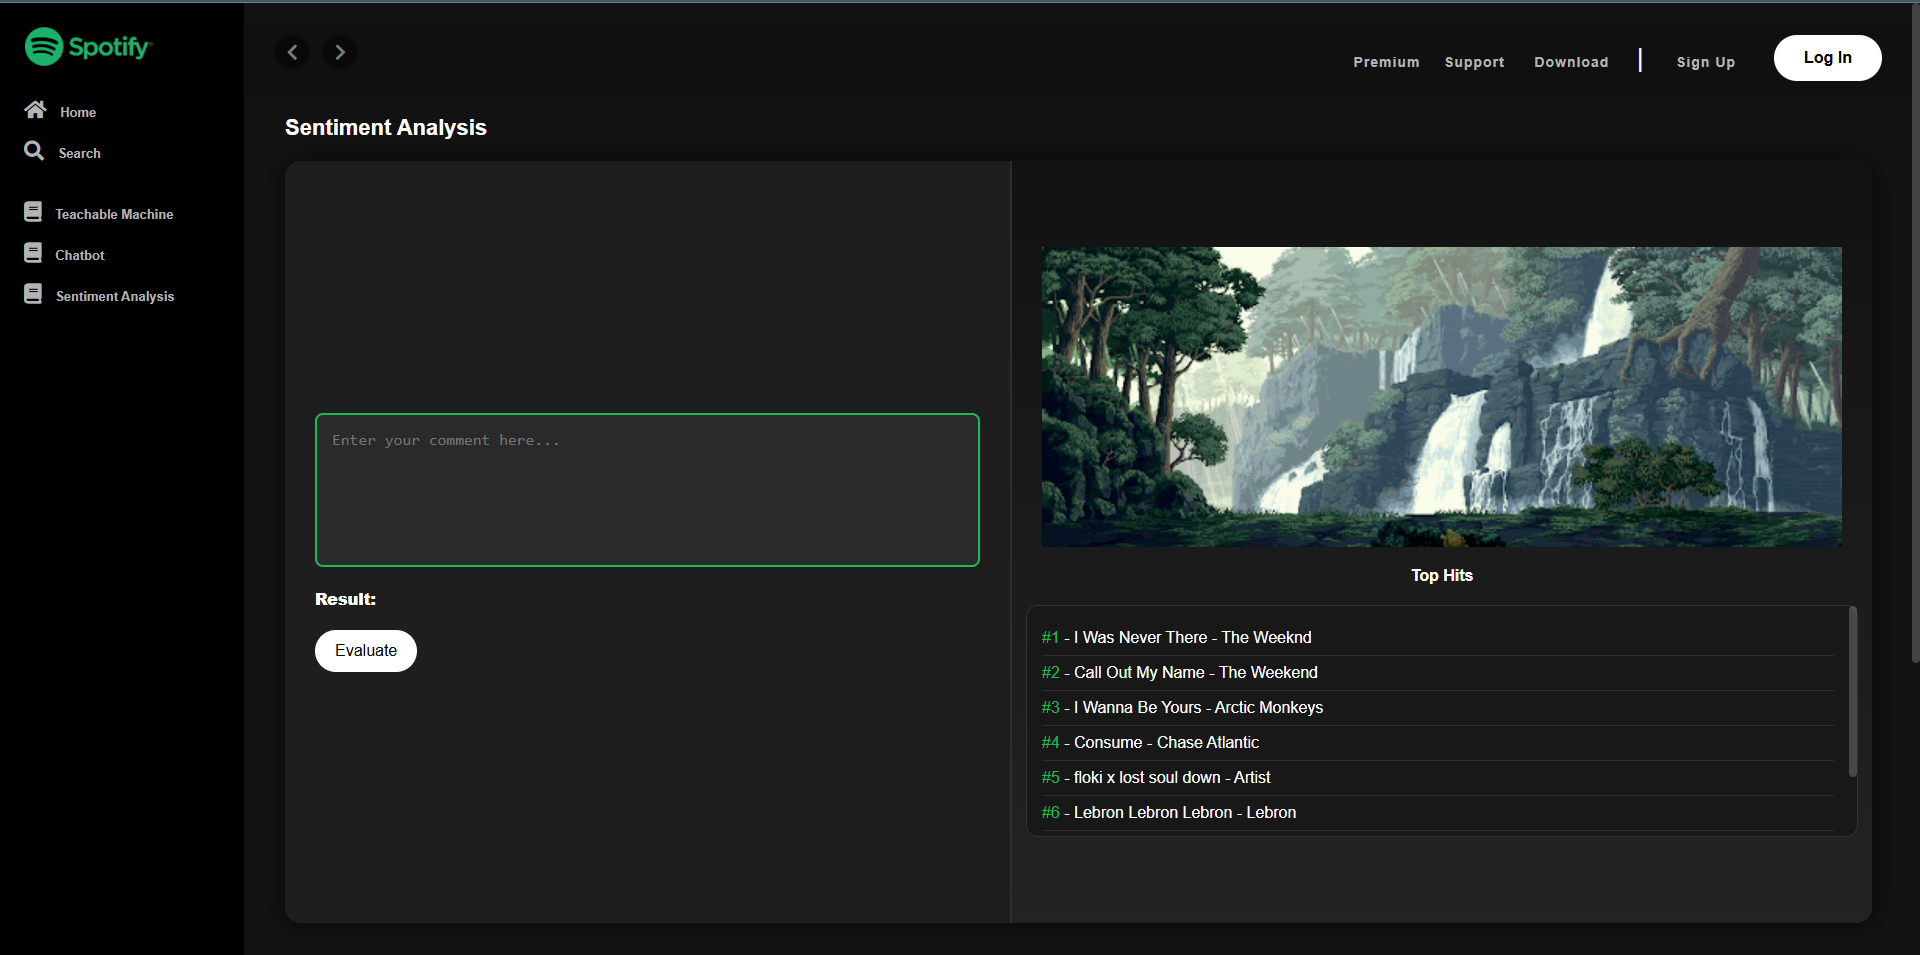 Spotify
Home
Search
Teachable Machine
Chatbot
Sentiment Analysis
Premium
Support
Download
Sign Up
Log In
Sentiment Analysis
Enter your comment here...
Result:
Evaluate
Top Hits
#1 - I Was Never There - The Weeknd
#2 - Call Out My Name - The Weekend
#3 - I Wanna Be Yours - Arctic Monkeys
#4 - Consume - Chase Atlantic
#5 - floki x lost soul down - Artist
#6 - Lebron Lebron Lebron - Lebron